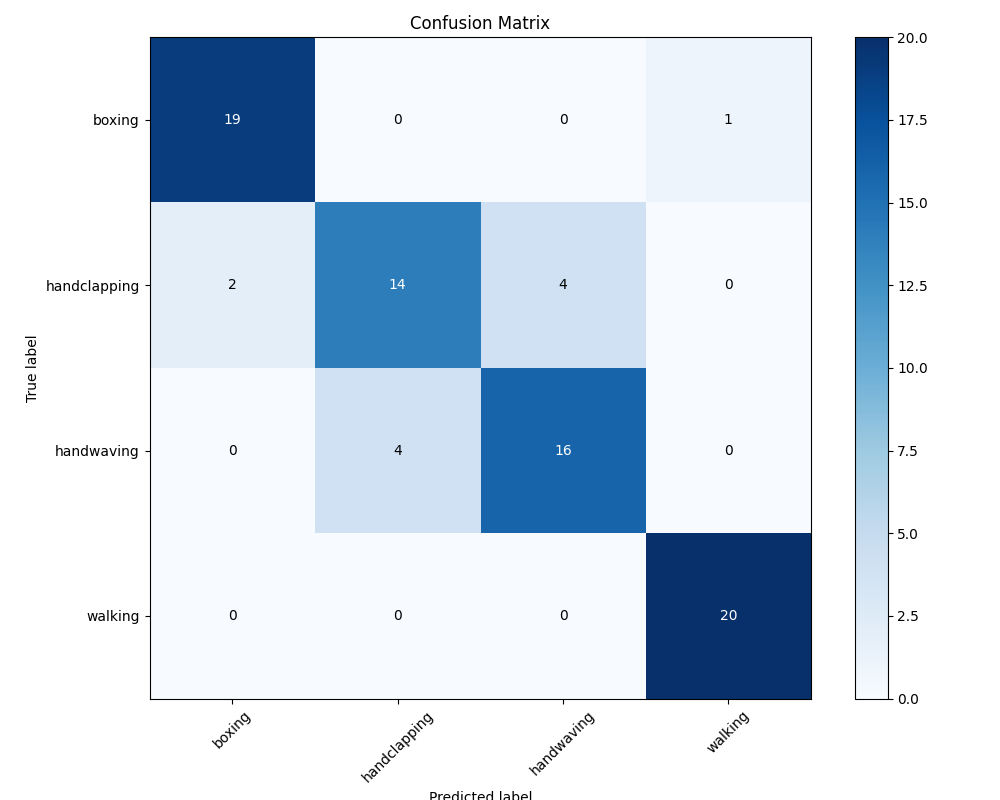 Confusion Matrix
True label
boxing 19 0 0 1
handclapping 2 14 4 0
handwaving 0 4 16 0
walking 0 0 0 20
boxing handclapping handwaving walking
Predicted label
20.0
17.5
15.0
12.5
10.0
7.5
5.0
2.5
0.0